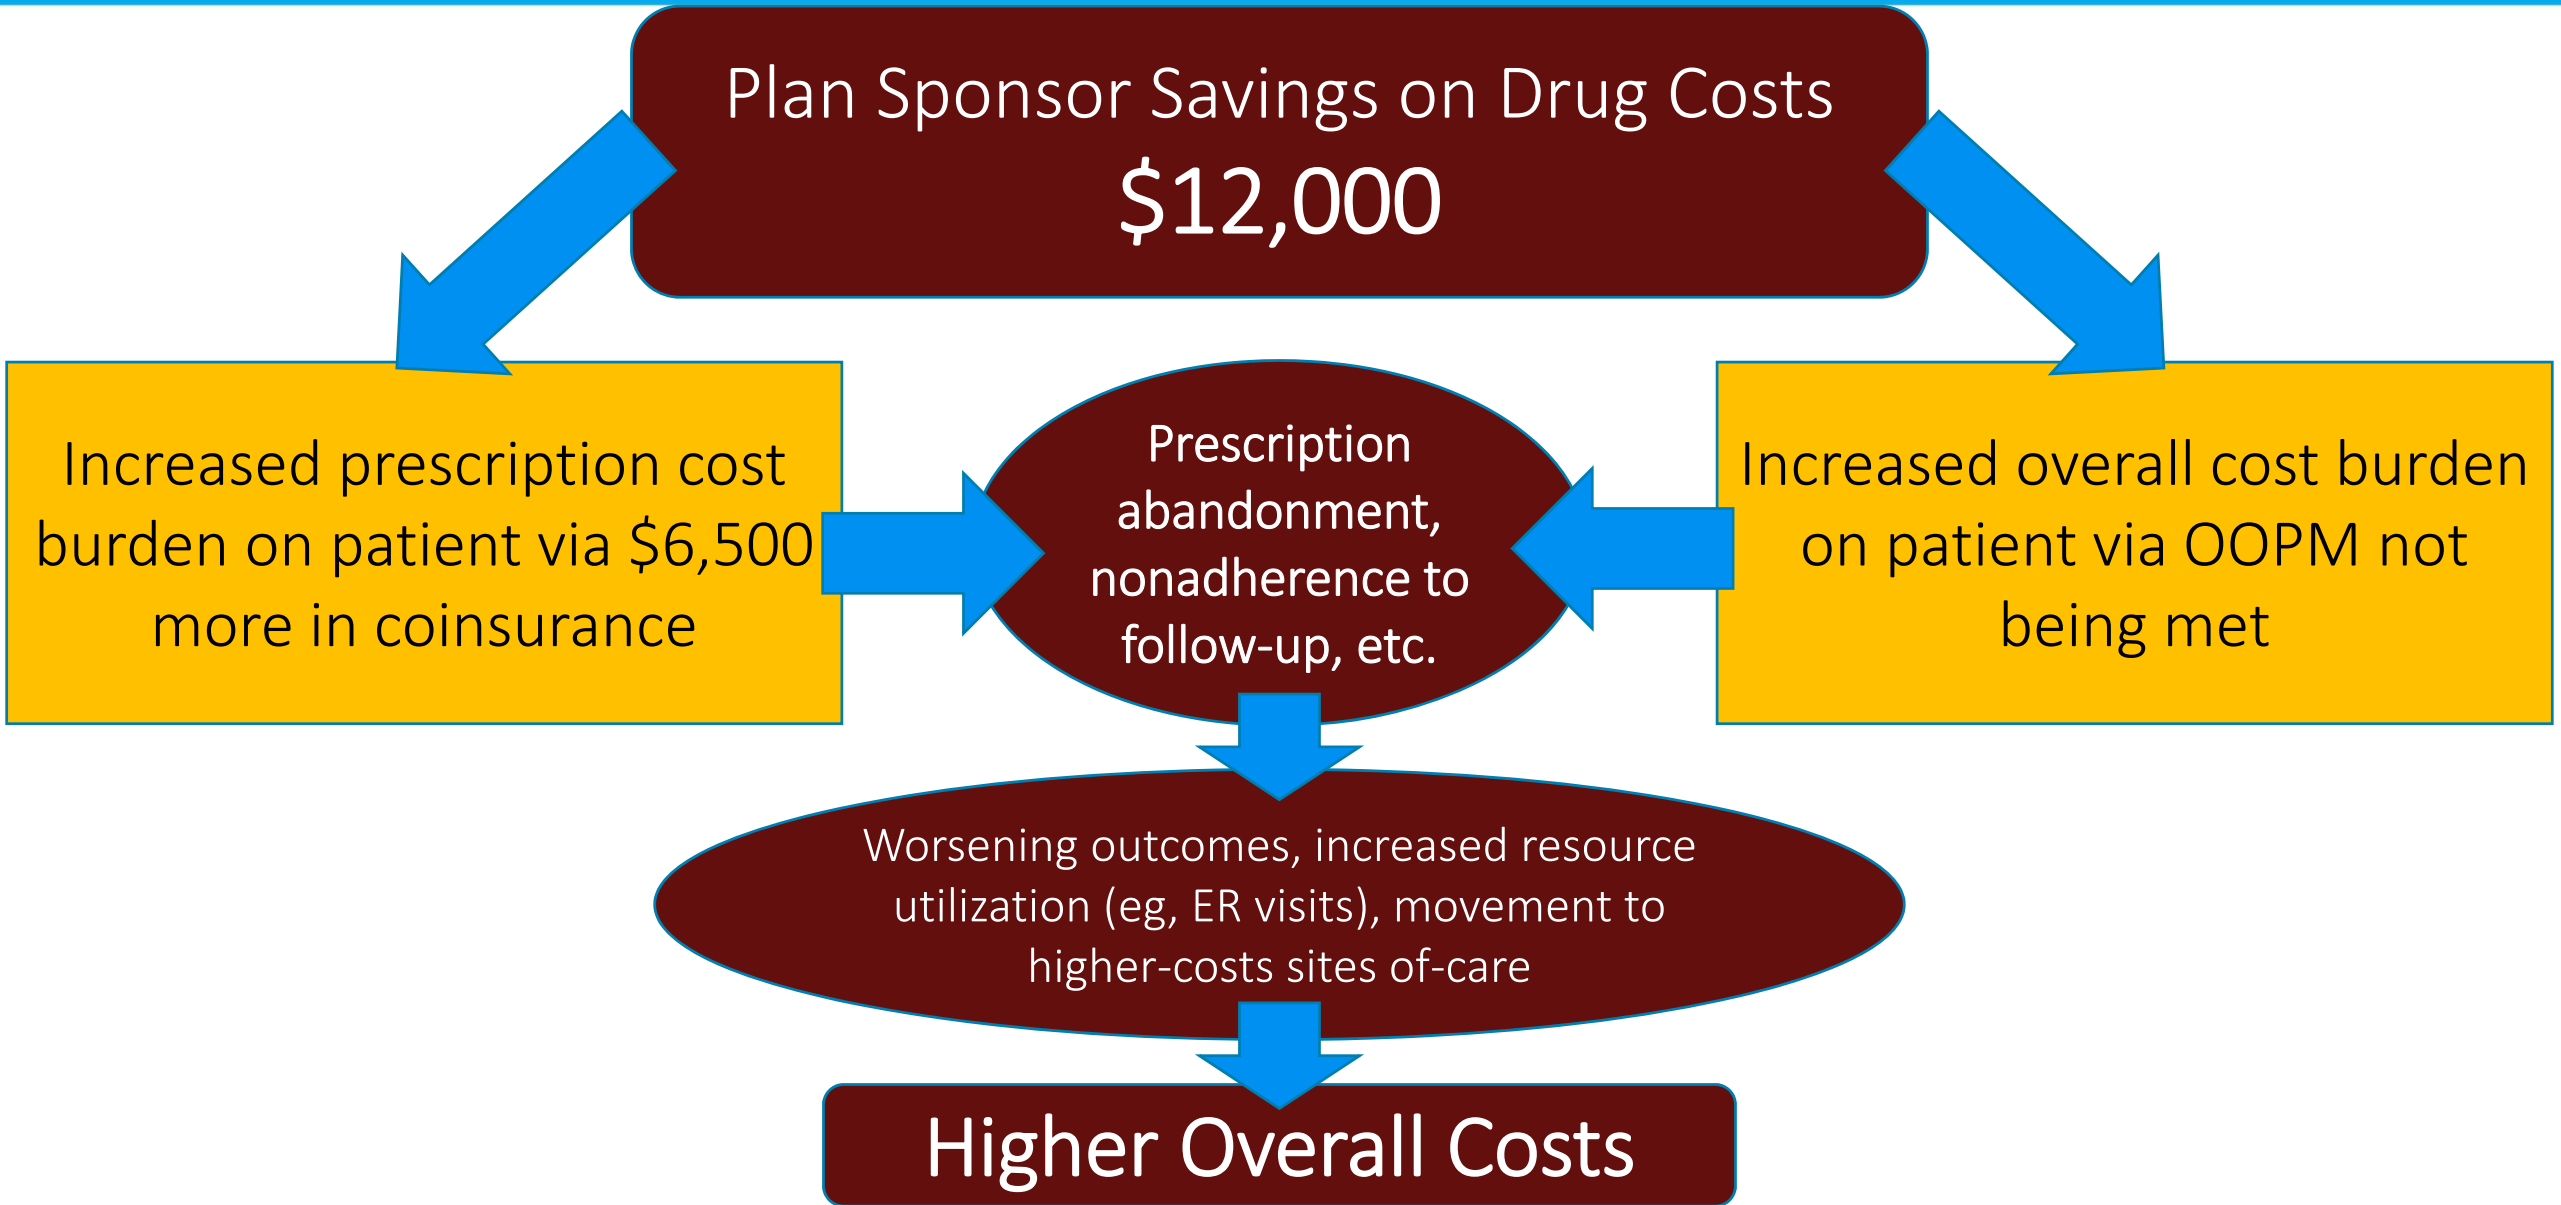 Plan Sponsor Savings on Drug Costs
$12,000
Increased prescription cost
burden on patient via $6,500
more in coinsurance
Prescription
abandonment,
nonadherence to
follow-up, etc.
Increased overall cost burden
on patient via OOPM not
being met
Worsening outcomes, increased resource
utilization (eg, ER visits), movement to
higher-costs sites of-care
Higher Overall Costs